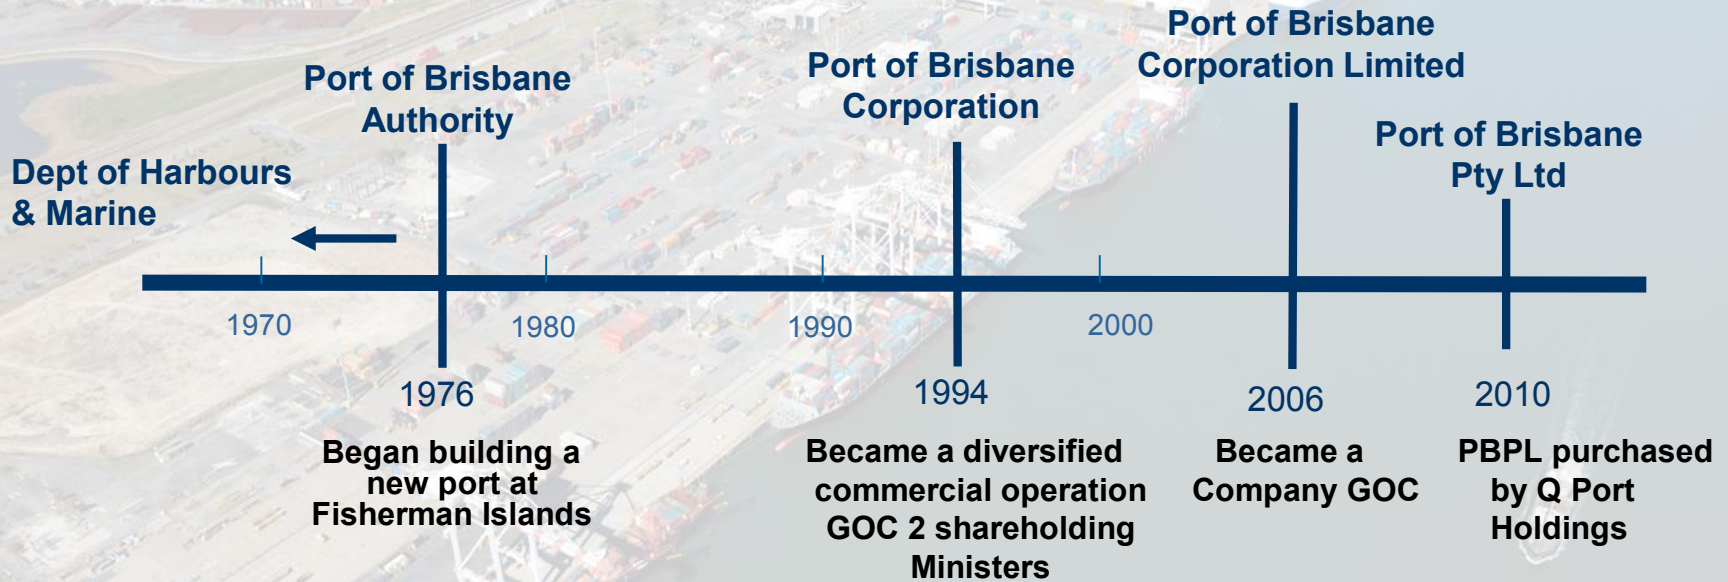 Dept of Harbours
& Marine
Port of Brisbane
Authority
Port of Brisbane
Corporation
Port of Brisbane
Corporation Limited
Port of Brisbane
Pty Ltd
1970
1980
1990
2000
1976
Began building a
new port at
Fisherman Islands
1994
Became a diversified
commercial operation
GOC 2 shareholding
Ministers
2006
Became a
Company GOC
2010
PBPL purchased
by Q Port
Holdings